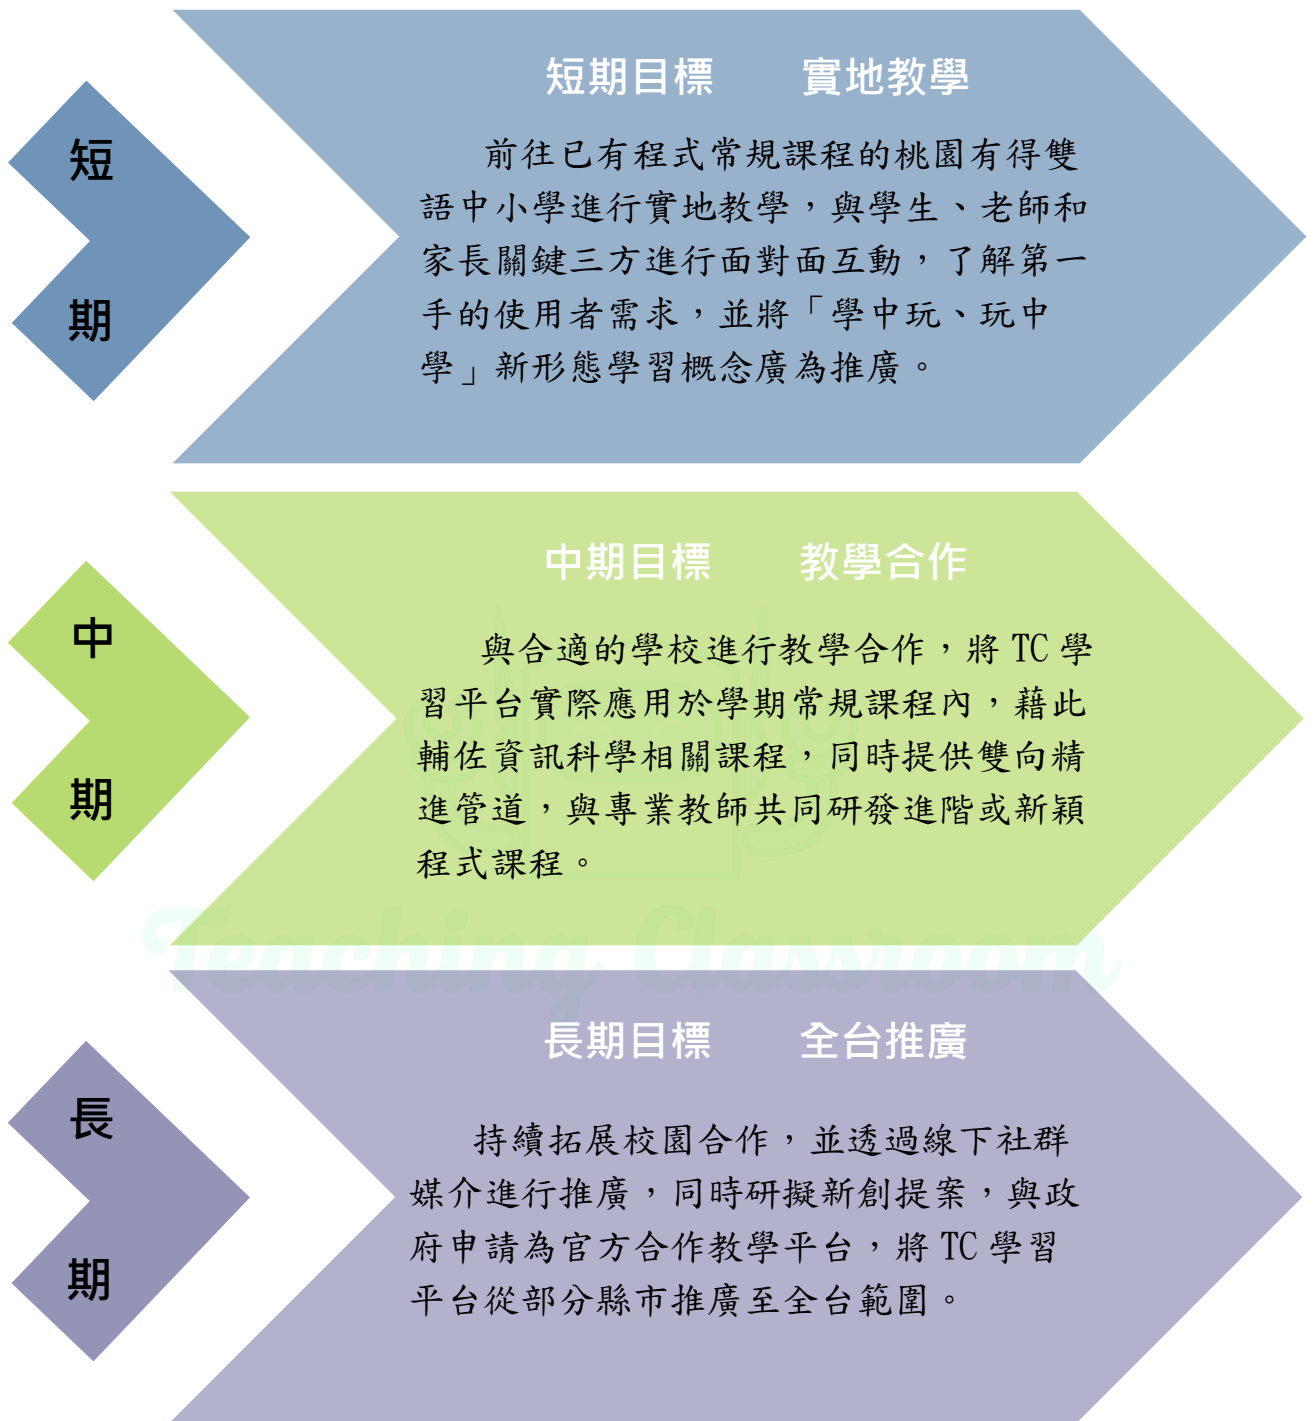 短期
短期目標 實地教學
前往已有程式常規課程的桃園有得雙
語中小學進行實地教學，與學生、老師和
家長關鍵三方進行面對面互動，了解第一
手的使用者需求，並將「學中玩、玩中
學」新形態學習概念廣為推廣。
中期
中期目標 教學合作
與合適的學校進行教學合作，將 TC 學
習平台實際應用於學期常規課程內，藉此
輔佐資訊科學相關課程，同時提供雙向精
進管道，與專業教師共同研發進階或新穎
程式課程。
Teaching Classroom
長期
長期目標 全台推廣
持續拓展校園合作，並透過線下社群
媒介進行推廣，同時研擬新創提案，與政
府申請為官方合作教學平台，將 TC 學習
平台從部分縣市推廣至全台範圍。